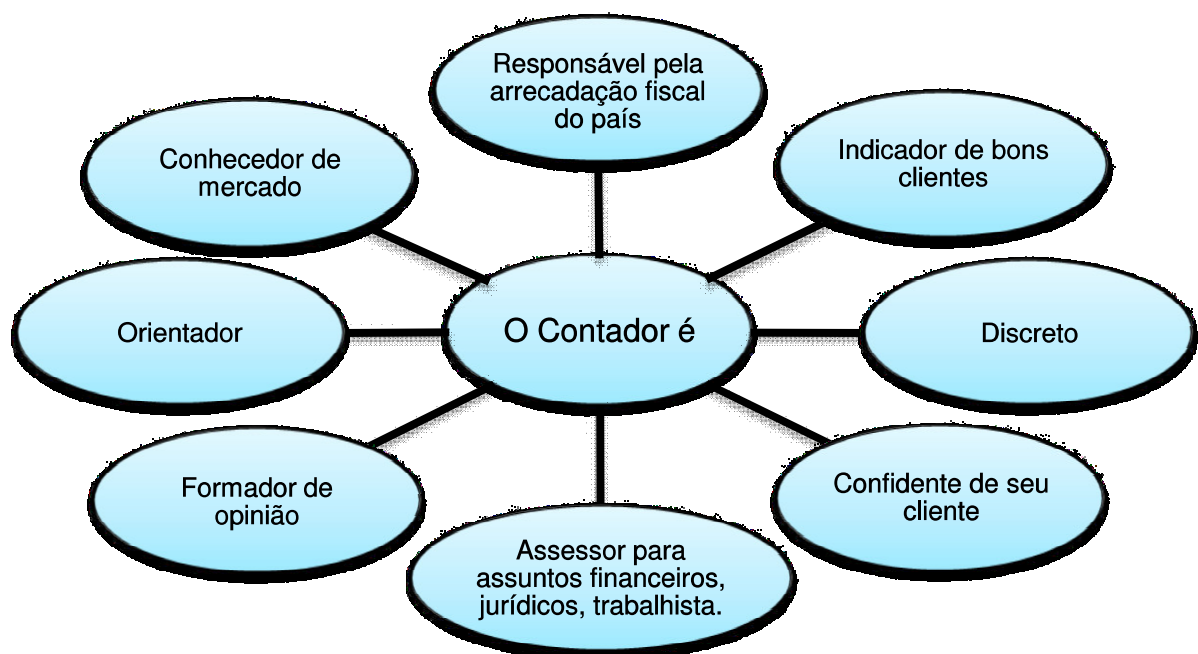 Responsável pela
arrecadação fiscal
do país
Indicador de bons
clientes
Discreto
Confidente de seu
cliente
Assessor para
assuntos financeiros,
jurídicos, trabalhista.
Formador de
opinião
Orientador
Conhecedor de
mercado
O Contador é